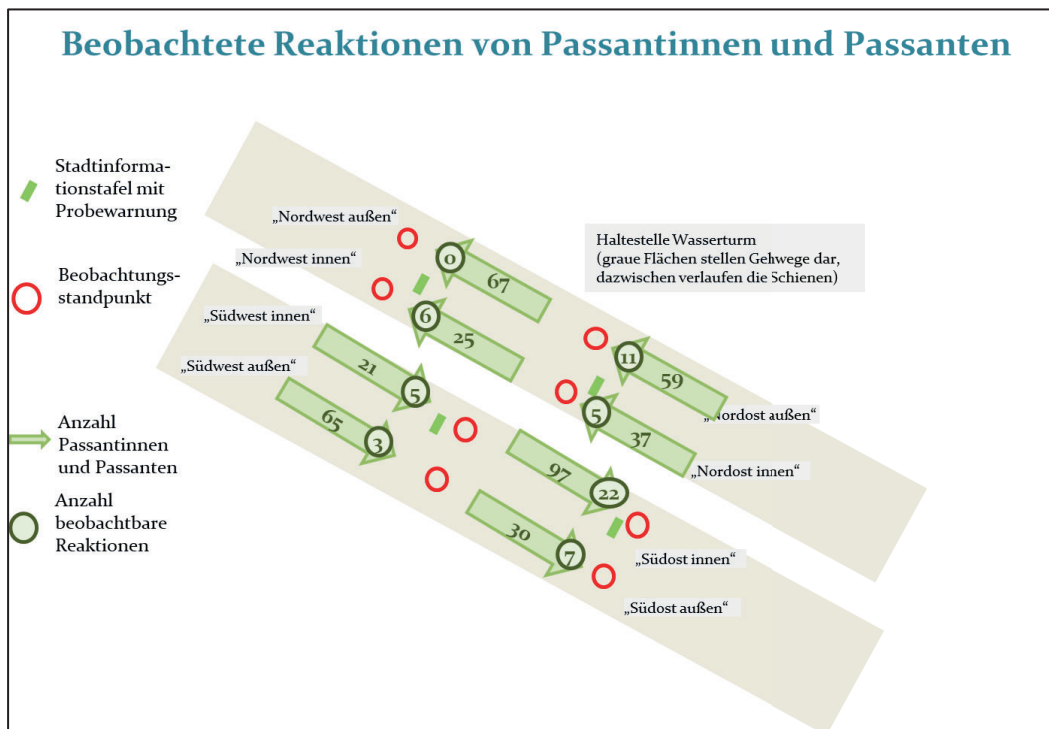 Beobachtete Reaktionen von Passantinnen und Passanten
Stadtinforma-
tionstafel mit
Probewarnung
Beobachtungs-
standpunkt
Anzahl
Passantinnen
und Passanten
Anzahl
beobachtbare
Reaktionen
„Nordwest außen“
„Nordwest innen“
„Südwest innen“
„Südwest außen“
Haltestelle Wasserturm
(graue Flächen stellen Gehwege dar,
dazwischen verlaufen die Schienen)
0
67
6
25
21
5
65
3
11
59
5
37
„Nordost außen“
„Nordost innen“
97
22
30
7
„Südost innen“
„Südost außen“